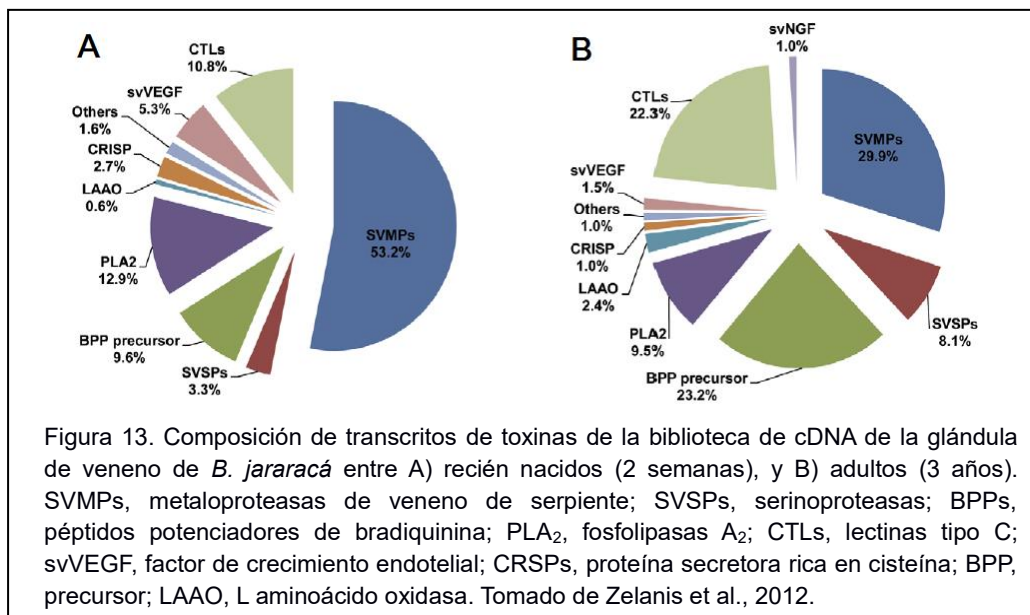 A
CTLs
10.8%
svVEGF
5.3%
Others
1.6%
CRISP
2.7%
LAAO
0.6%
PLA2
12.9%
BPP precursor
9.6%
SVSPs
3.3%
SVMPs
53.2%
B
svNGF
1.0%
CTLs
22.3%
svVEGF
1.5%
Others
1.0%
CRISP
1.0%
LAAO
2.4%
PLA2
9.5%
BPP precursor
23.2%
SVSPs
8.1%
SVMPs
29.9%
Figura 13. Composición de transcritos de toxinas de la biblioteca de cDNA de la glándula
de veneno de B. jararacá entre A) recién nacidos (2 semanas), y B) adultos (3 años).
SVMPs, metaloproteasas de veneno de serpiente; SVSPs, serinoproteasas; BPPs,
péptidos potenciadores de bradiquinina; PLA₂, fosfolipasas A₂; CTLs, lectinas tipo C;
svVEGF, factor de crecimiento endotelial; CRSPs, proteína secretora rica en cisteína; BPP,
precursor; LAAO, L aminoácido oxidasa. Tomado de Zelanis et al., 2012.